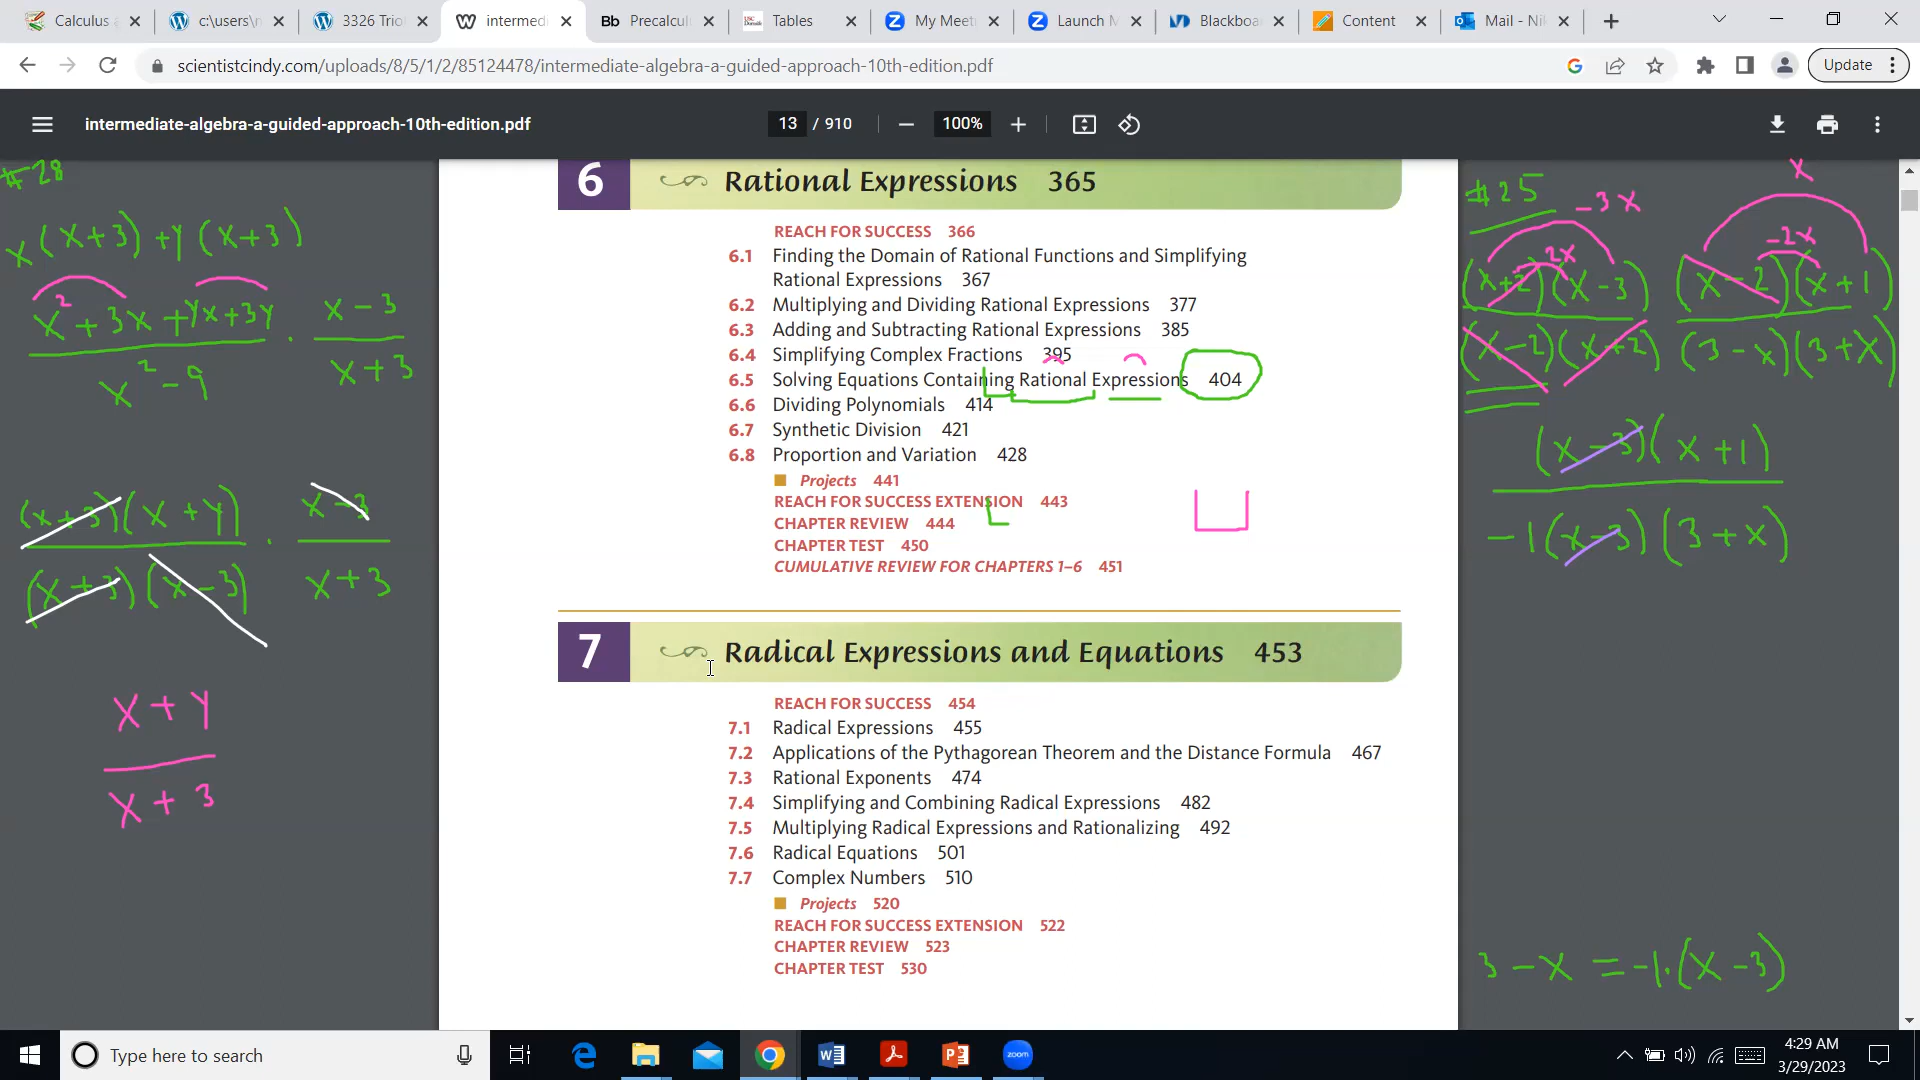 Calculus
c:\users\n
3326 Trio
intermedi
Bb Precalcul
Tables
My Meet
Launch M
Blackboa
Content
Mail - Nik
scientistcindy.com/uploads/8/5/1/2/85124478/intermediate-algebra-a-guided-approach-10th-edition.pdf
Update
intermediate-algebra-a-guided-approach-10th-edition.pdf
13 / 910
100%
6 Rational Expressions 365
REACH FOR SUCCESS 366
6.1 Finding the Domain of Rational Functions and Simplifying
Rational Expressions 367
6.2 Multiplying and Dividing Rational Expressions 377
6.3 Adding and Subtracting Rational Expressions 385
6.4 Simplifying Complex Fractions 395
6.5 Solving Equations Containing Rational Expressions 404
6.6 Dividing Polynomials 414
6.7 Synthetic Division 421
6.8 Proportion and Variation 428
Projects 441
REACH FOR SUCCESS EXTENSION 443
CHAPTER REVIEW 444
CHAPTER TEST 450
CUMULATIVE REVIEW FOR CHAPTERS 1–6 451
7 Radical Expressions and Equations 453
REACH FOR SUCCESS 454
7.1 Radical Expressions 455
7.2 Applications of the Pythagorean Theorem and the Distance Formula 467
7.3 Rational Exponents 474
7.4 Simplifying and Combining Radical Expressions 482
7.5 Multiplying Radical Expressions and Rationalizing 492
7.6 Radical Equations 501
7.7 Complex Numbers 510
Projects 520
REACH FOR SUCCESS EXTENSION 522
CHAPTER REVIEW 523
CHAPTER TEST 530
#28
x(x+3)+y(x+3)
x²+3x+yx+3y · x-3
x²-9 x+3
(x+3)(x+y) · x-3
(x+3)(x-3) x+3
x+y
x+3
#25
-3x x
2x -2x
(x+2)(x-3) (x-2)(x+1)
(x-2)(x+2) (3-x)(3+x)
(x-3)(x+1)
-1(x-3)(3+x)
3-x=-1·(x-3)
Type here to search
zoom
4:29 AM
3/29/2023